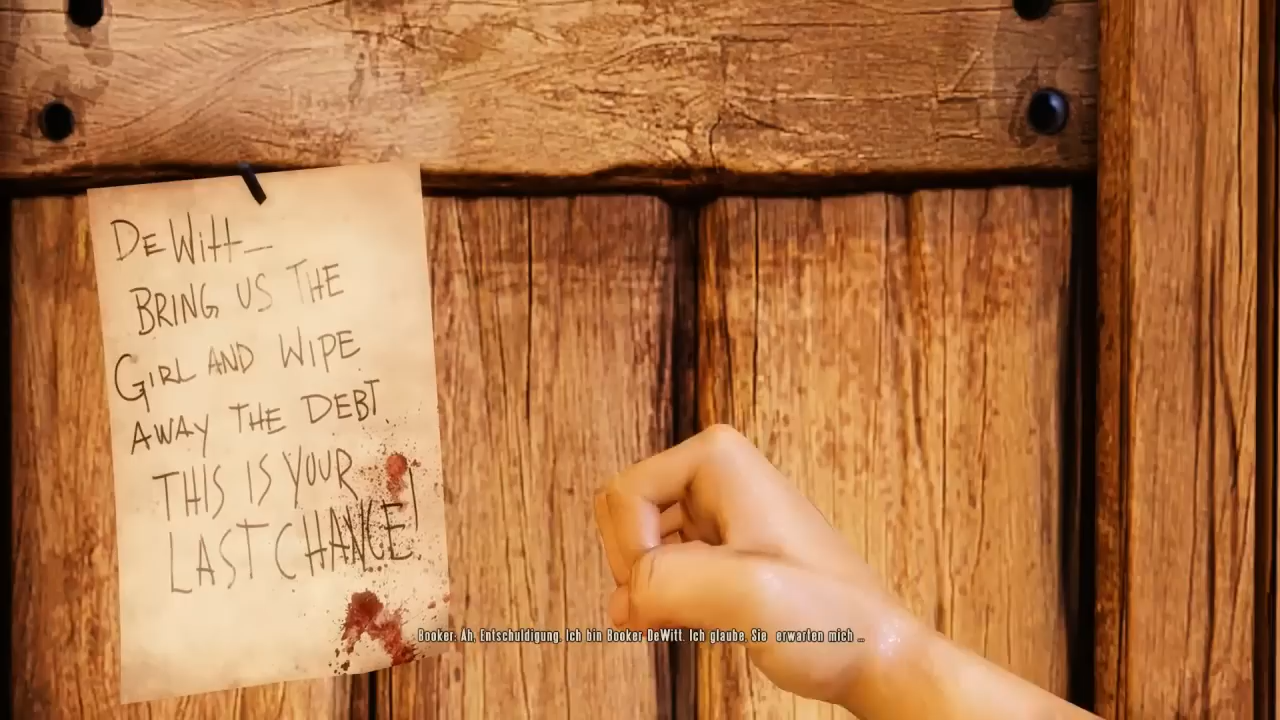 DeWitt—
BRING US THE
GIRL AND WIPE
AWAY THE DEBT.
THIS IS YOUR
LAST CHANCE!
Booker: Äh, Entschuldigung. Ich bin Booker DeWitt. Ich glaube, Sie erwarten mich ...